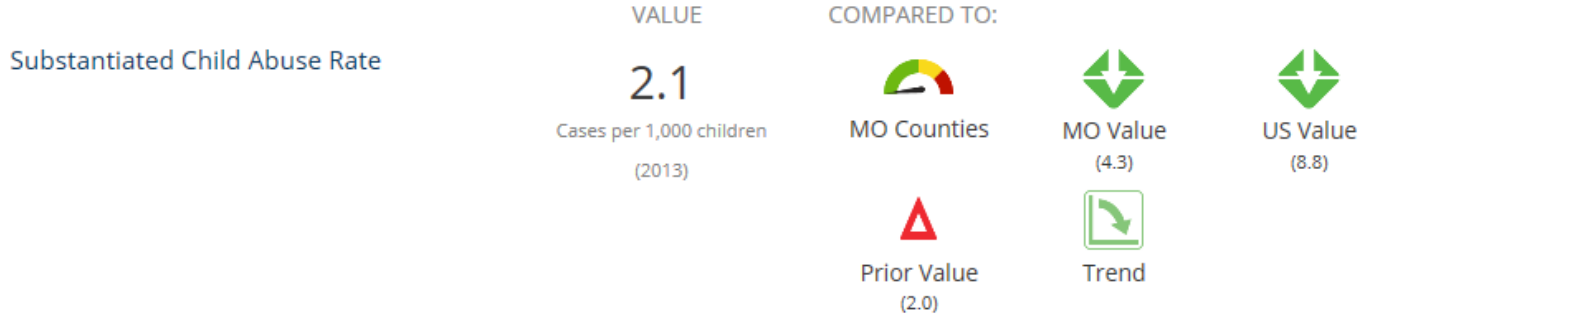 VALUE
COMPARED TO:
Substantiated Child Abuse Rate
2.1
Cases per 1,000 children
(2013)
MO Counties
MO Value
(4.3)
US Value
(8.8)
Prior Value
(2.0)
Trend